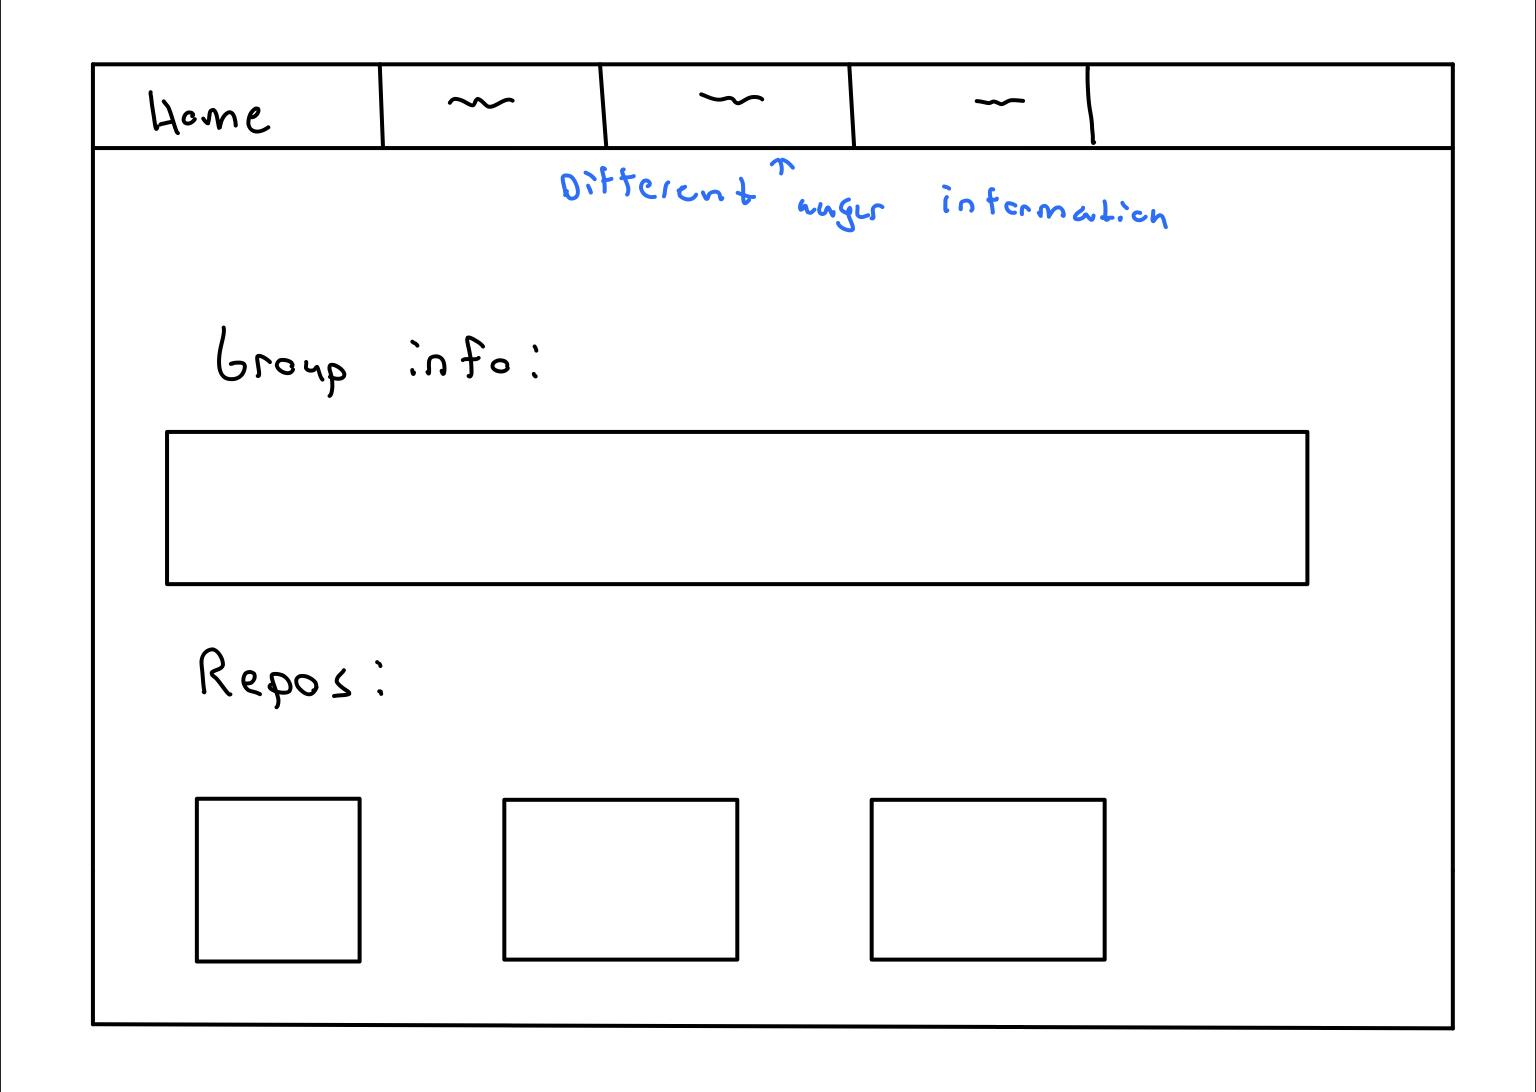 Home
Different augur information
Group info:
Repos: